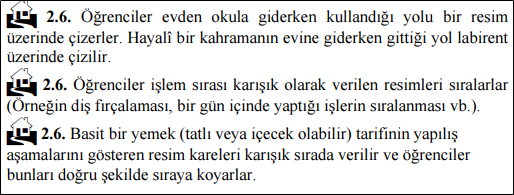 2.6. Öğrenciler evden okula giderken kullandığı yolu bir resim
üzerinde çizerler. Hayalî bir kahramanın evine giderken gittiği yol labirent
üzerinde çizilir.
2.6. Öğrenciler işlem sırası karışık olarak verilen resimleri sıralarlar
(Örneğin diş fırçalaması, bir gün içinde yaptığı işlerin sıralanması vb.).
2.6. Basit bir yemek (tatlı veya içecek olabilir) tarifinin yapılış
aşamalarını gösteren resim kareleri karışık sırada verilir ve öğrenciler
bunları doğru şekilde sıraya koyarlar.